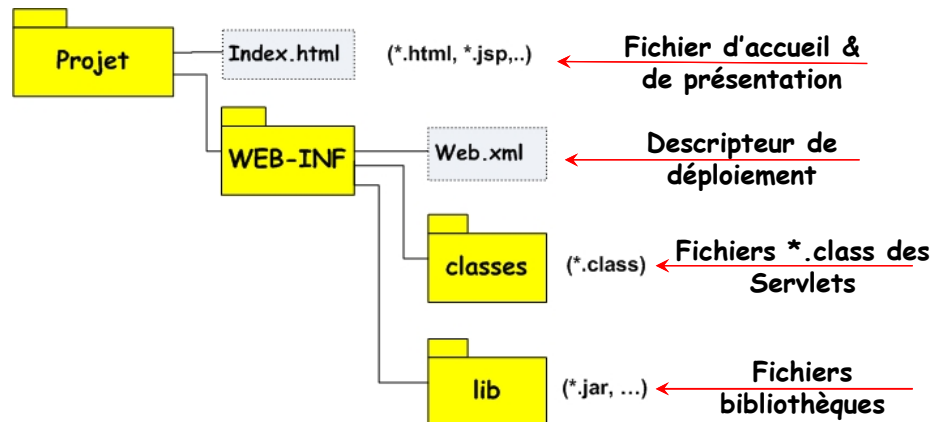 Projet
Index.html
(*.html, *.jsp,..)
Fichier d'accueil &
de présentation
WEB-INF
Web.xml
Descripteur de
déploiement
classes
(*.class)
Fichiers *.class des
Servlets
lib
(*.jar, ...)
Fichiers
bibliothèques